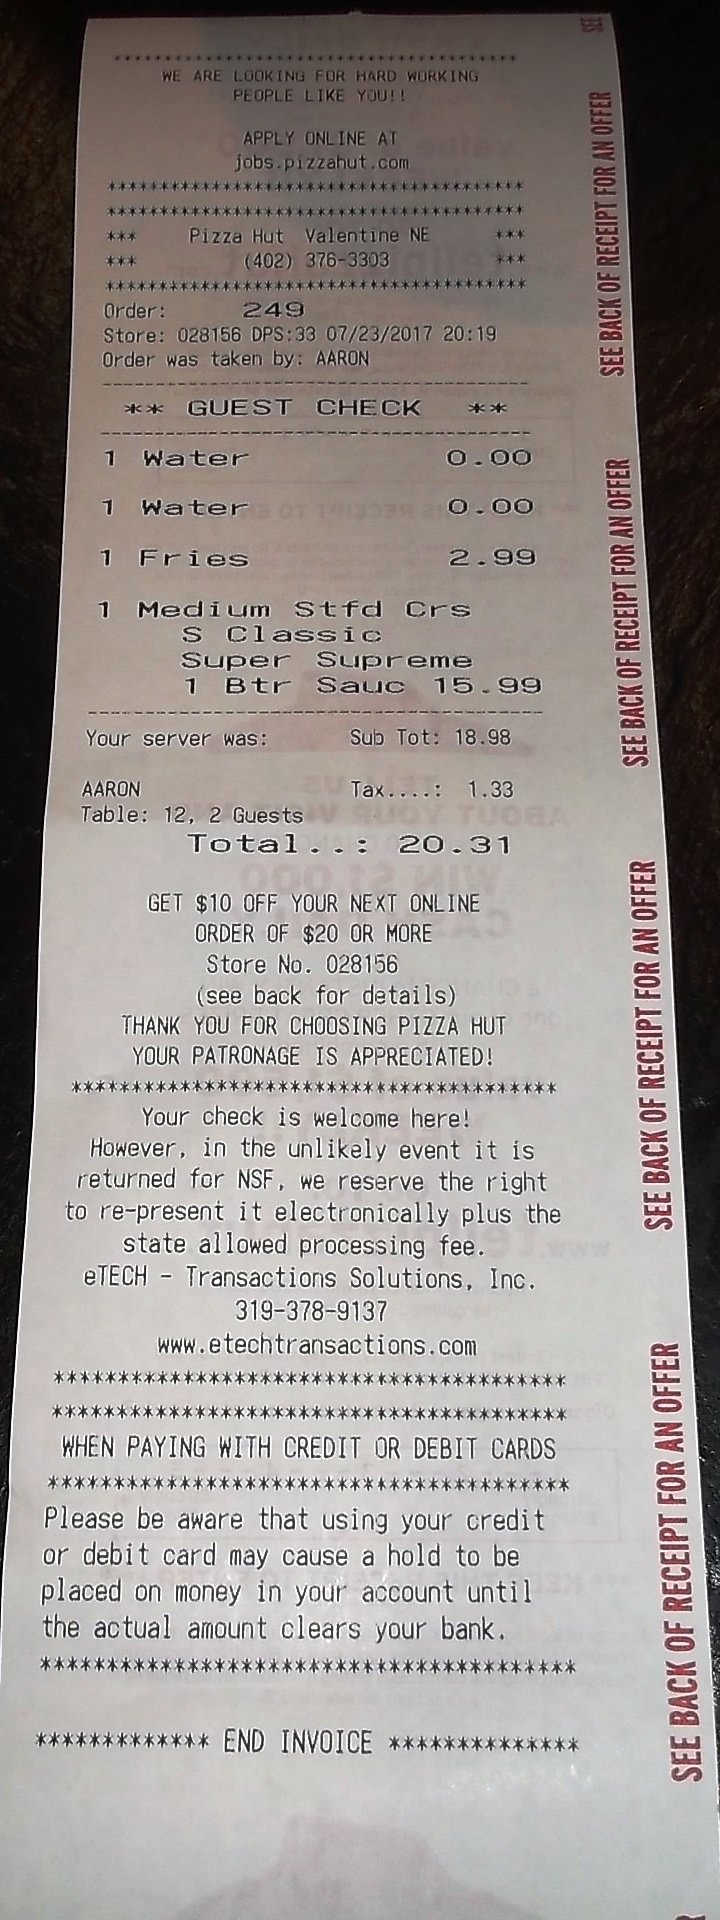 ****************************************
WE ARE LOOKING FOR HARD WORKING
PEOPLE LIKE YOU!!
APPLY ONLINE AT
jobs.pizzahut.com
****************************************
****************************************
*** Pizza Hut Valentine NE ***
*** (402) 376-3303 ***
****************************************
Order: 249
Store: 028156 DPS:33 07/23/2017 20:19
Order was taken by: AARON
----------------------------------------
** GUEST CHECK **
----------------------------------------
1 Water 0.00
1 Water 0.00
1 Fries 2.99
1 Medium Stfd Crs
S Classic
Super Supreme
1 Btr Sauc 15.99
----------------------------------------
Your server was: Sub Tot: 18.98
AARON Tax....: 1.33
Table: 12, 2 Guests
Total..: 20.31
GET $10 OFF YOUR NEXT ONLINE
ORDER OF $20 OR MORE
Store No. 028156
(see back for details)
THANK YOU FOR CHOOSING PIZZA HUT
YOUR PATRONAGE IS APPRECIATED!
****************************************
Your check is welcome here!
However, in the unlikely event it is
returned for NSF, we reserve the right
to re-present it electronically plus the
state allowed processing fee.
eTECH - Transactions Solutions, Inc.
319-378-9137
www.etechtransactions.com
****************************************
****************************************
WHEN PAYING WITH CREDIT OR DEBIT CARDS
****************************************
Please be aware that using your credit
or debit card may cause a hold to be
placed on money in your account until
the actual amount clears your bank.
****************************************
************* END INVOICE **************
SEE
SEE BACK OF RECEIPT FOR AN OFFER
SEE BACK OF RECEIPT FOR AN OFFER
SEE BACK OF RECEIPT FOR AN OFFER
SEE BACK OF RECEIPT FOR AN OFFER